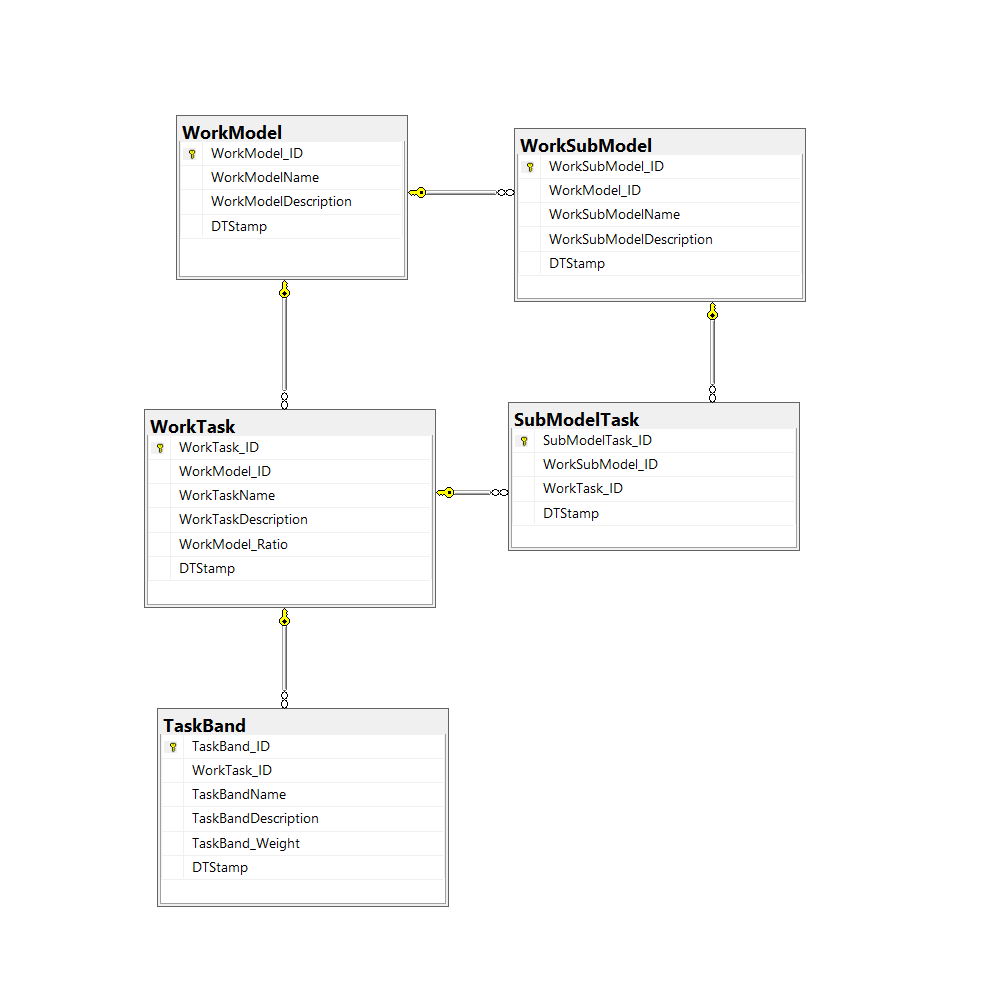 WorkModel
WorkModel_ID
WorkModelName
WorkModelDescription
DTStamp
WorkSubModel
WorkSubModel_ID
WorkModel_ID
WorkSubModelName
WorkSubModelDescription
DTStamp
WorkTask
WorkTask_ID
WorkModel_ID
WorkTaskName
WorkTaskDescription
WorkModel_Ratio
DTStamp
SubModelTask
SubModelTask_ID
WorkSubModel_ID
WorkTask_ID
DTStamp
TaskBand
TaskBand_ID
WorkTask_ID
TaskBandName
TaskBandDescription
TaskBand_Weight
DTStamp